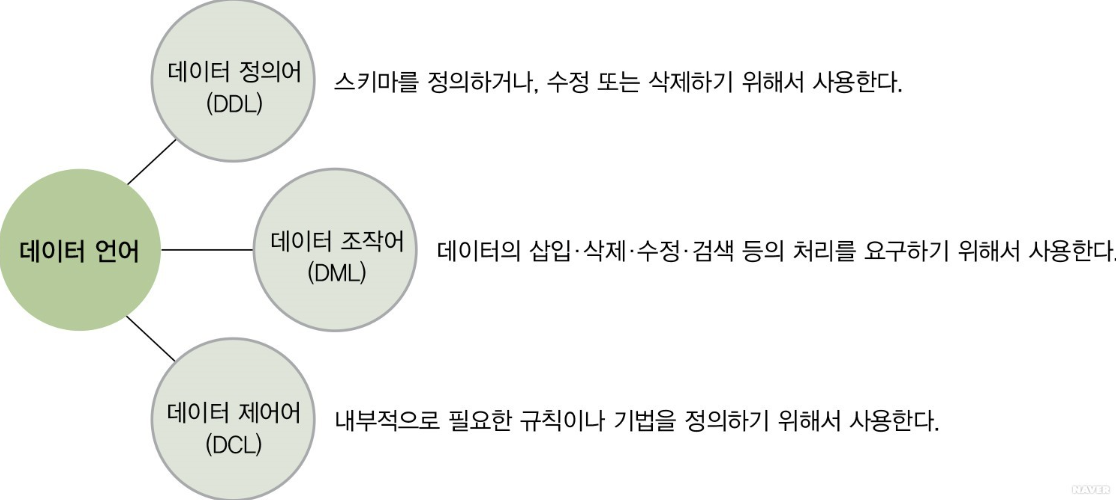 데이터 정의어
(DDL)
스키마를 정의하거나, 수정 또는 삭제하기 위해서 사용한다.
데이터 언어
데이터 조작어
(DML)
데이터의 삽입·삭제·수정·검색 등의 처리를 요구하기 위해서 사용한다.
데이터 제어어
(DCL)
내부적으로 필요한 규칙이나 기법을 정의하기 위해서 사용한다.
NAVER